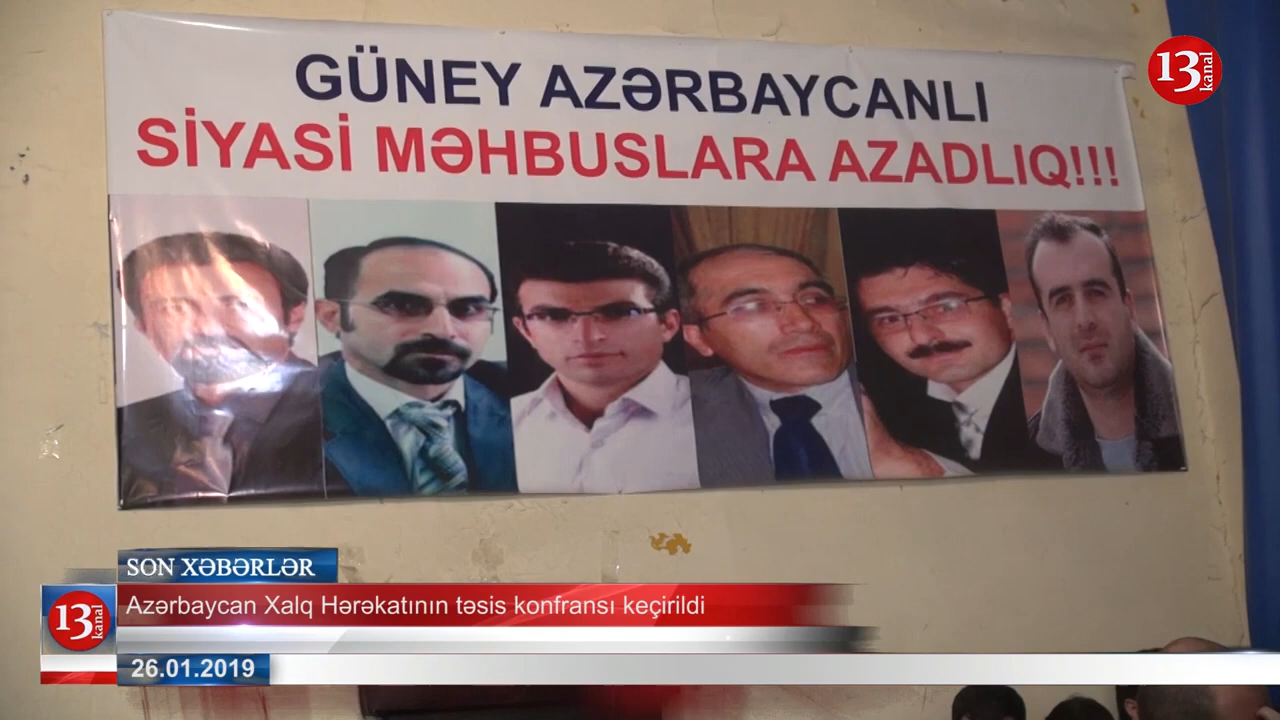 GÜNEY AZƏRBAYCANLI
SİYASİ MƏHBUSLARA AZADLIQ!!!
13 kanal
SON XƏBƏRLƏR
Azərbaycan Xalq Hərəkatının təsis konfransı keçirildi
13 kanal
26.01.2019